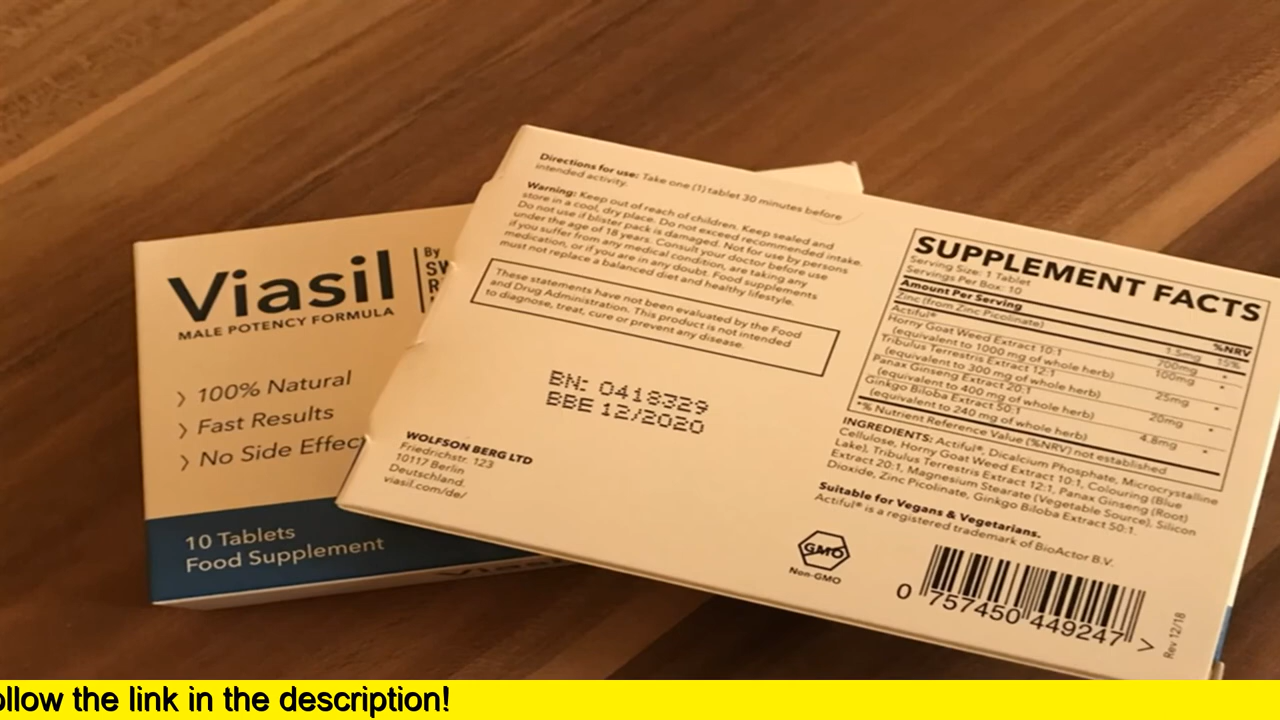 Viasil
MALE POTENCY FORMULA
By
SW
R
› 100% Natural
› Fast Results
› No Side Effec
10 Tablets
Food Supplement
Viasil
Directions for use: Take one (1) tablet 30 minutes before
intended activity.
Warning: Keep out of reach of children. Keep sealed and
store in a cool, dry place. Do not exceed recommended intake.
Do not use if blister pack is damaged. Not for use by persons
under the age of 18 years. Consult your doctor before use
if you suffer from any medical condition, are taking any
medication, or if you are in any doubt. Food supplements
must not replace a balanced diet and healthy lifestyle.
These statements have not been evaluated by the Food
and Drug Administration. This product is not intended
to diagnose, treat, cure or prevent any disease.
BN: 0418329
BBE 12/2020
WOLFSON BERG LTD
Friedrichstr. 123
10117 Berlin
Deutschland.
viasil.com/de/
SUPPLEMENT FACTS
Serving Size: 1 Tablet
Servings Per Box: 10
Amount Per Serving %NRV
Zinc (from Zinc Picolinate) 1.5mg 15%
Actiful® 700mg *
Horny Goat Weed Extract 10:1 100mg *
(equivalent to 1000 mg of whole herb)
Tribulus Terrestris Extract 12:1 25mg *
(equivalent to 300 mg of whole herb)
Panax Ginseng Extract 20:1 20mg *
(equivalent to 400 mg of whole herb)
Ginkgo Biloba Extract 50:1 4.8mg *
(equivalent to 240 mg of whole herb)
*% Nutrient Reference Value (%NRV) not established
INGREDIENTS: Actiful®, Dicalcium Phosphate, Microcrystalline
Cellulose, Horny Goat Weed Extract 10:1, Colouring (Blue
Lake), Tribulus Terrestris Extract 12:1, Panax Ginseng (Root)
Extract 20:1, Magnesium Stearate (Vegetable Source), Silicon
Dioxide, Zinc Picolinate, Ginkgo Biloba Extract 50:1.
Suitable for Vegans & Vegetarians.
Actiful® is a registered trademark of BioActor B.V.
GMO
Non-GMO
0 757450 449247 >
Rev 12/18
ollow the link in the description!